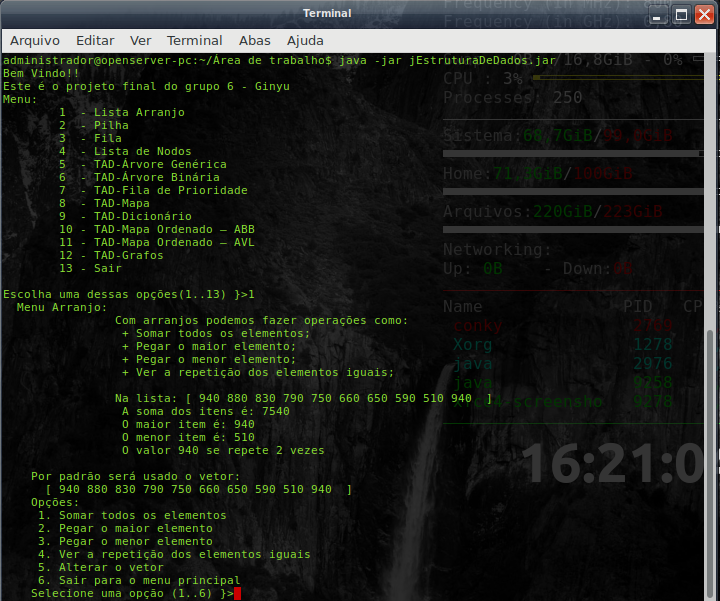 Terminal
Arquivo Editar Ver Terminal Abas Ajuda
administrador@openserver-pc:~/Área de trabalho$ java -jar jEstruturaDeDados.jar
Bem Vindo!!
Este é o projeto final do grupo 6 - Ginyu
Menu:
1 - Lista Arranjo
2 - Pilha
3 - Fila
4 - Lista de Nodos
5 - TAD-Árvore Genérica
6 - TAD-Árvore Binária
7 - TAD-Fila de Prioridade
8 - TAD-Mapa
9 - TAD-Dicionário
10 - TAD-Mapa Ordenado – ABB
11 - TAD-Mapa Ordenado – AVL
12 - TAD-Grafos
13 - Sair
Escolha uma dessas opções(1..13) }>1
Menu Arranjo:
Com arranjos podemos fazer operações como:
+ Somar todos os elementos;
+ Pegar o maior elemento;
+ Pegar o menor elemento;
+ Ver a repetição dos elementos iguais;
Na lista: [ 940 880 830 790 750 660 650 590 510 940 ]
A soma dos itens é: 7540
O maior item é: 940
O menor item é: 510
O valor 940 se repete 2 vezes
Por padrão será usado o vetor:
[ 940 880 830 790 750 660 650 590 510 940 ]
Opções:
1. Somar todos os elementos
2. Pegar o maior elemento
3. Pegar o menor elemento
4. Ver a repetição dos elementos iguais
5. Alterar o vetor
6. Sair para o menu principal
Selecione uma opção (1..6) }>
Frequency (in GHz):
/16,8GiB - 0%
CPU : 3%
Processes: 250
Sistema:68,7GiB/
Home:71,3GiB/100GiB
Arquivos:220GiB/223GiB
Networking:
Up: 0B - Down:
Name PID CP
conky
Xorg 1278
java 2976
java 9258
9278
16:21:0